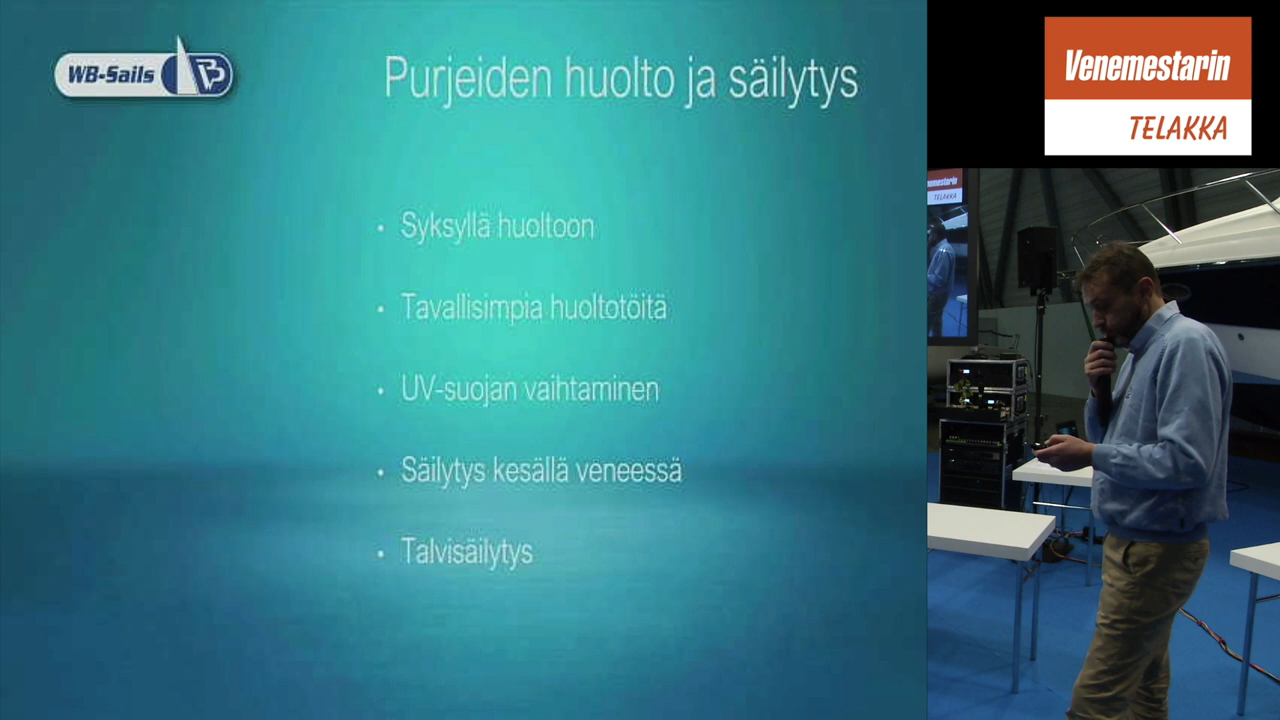 WB-Sails
Purjeiden huolto ja säilytys
• Syksyllä huoltoon
• Tavallisimpia huoltotöitä
• UV-suojan vaihtaminen
• Säilytys kesällä veneessä
• Talvisäilytys
Venemestarin
TELAKKA
TELAKKA